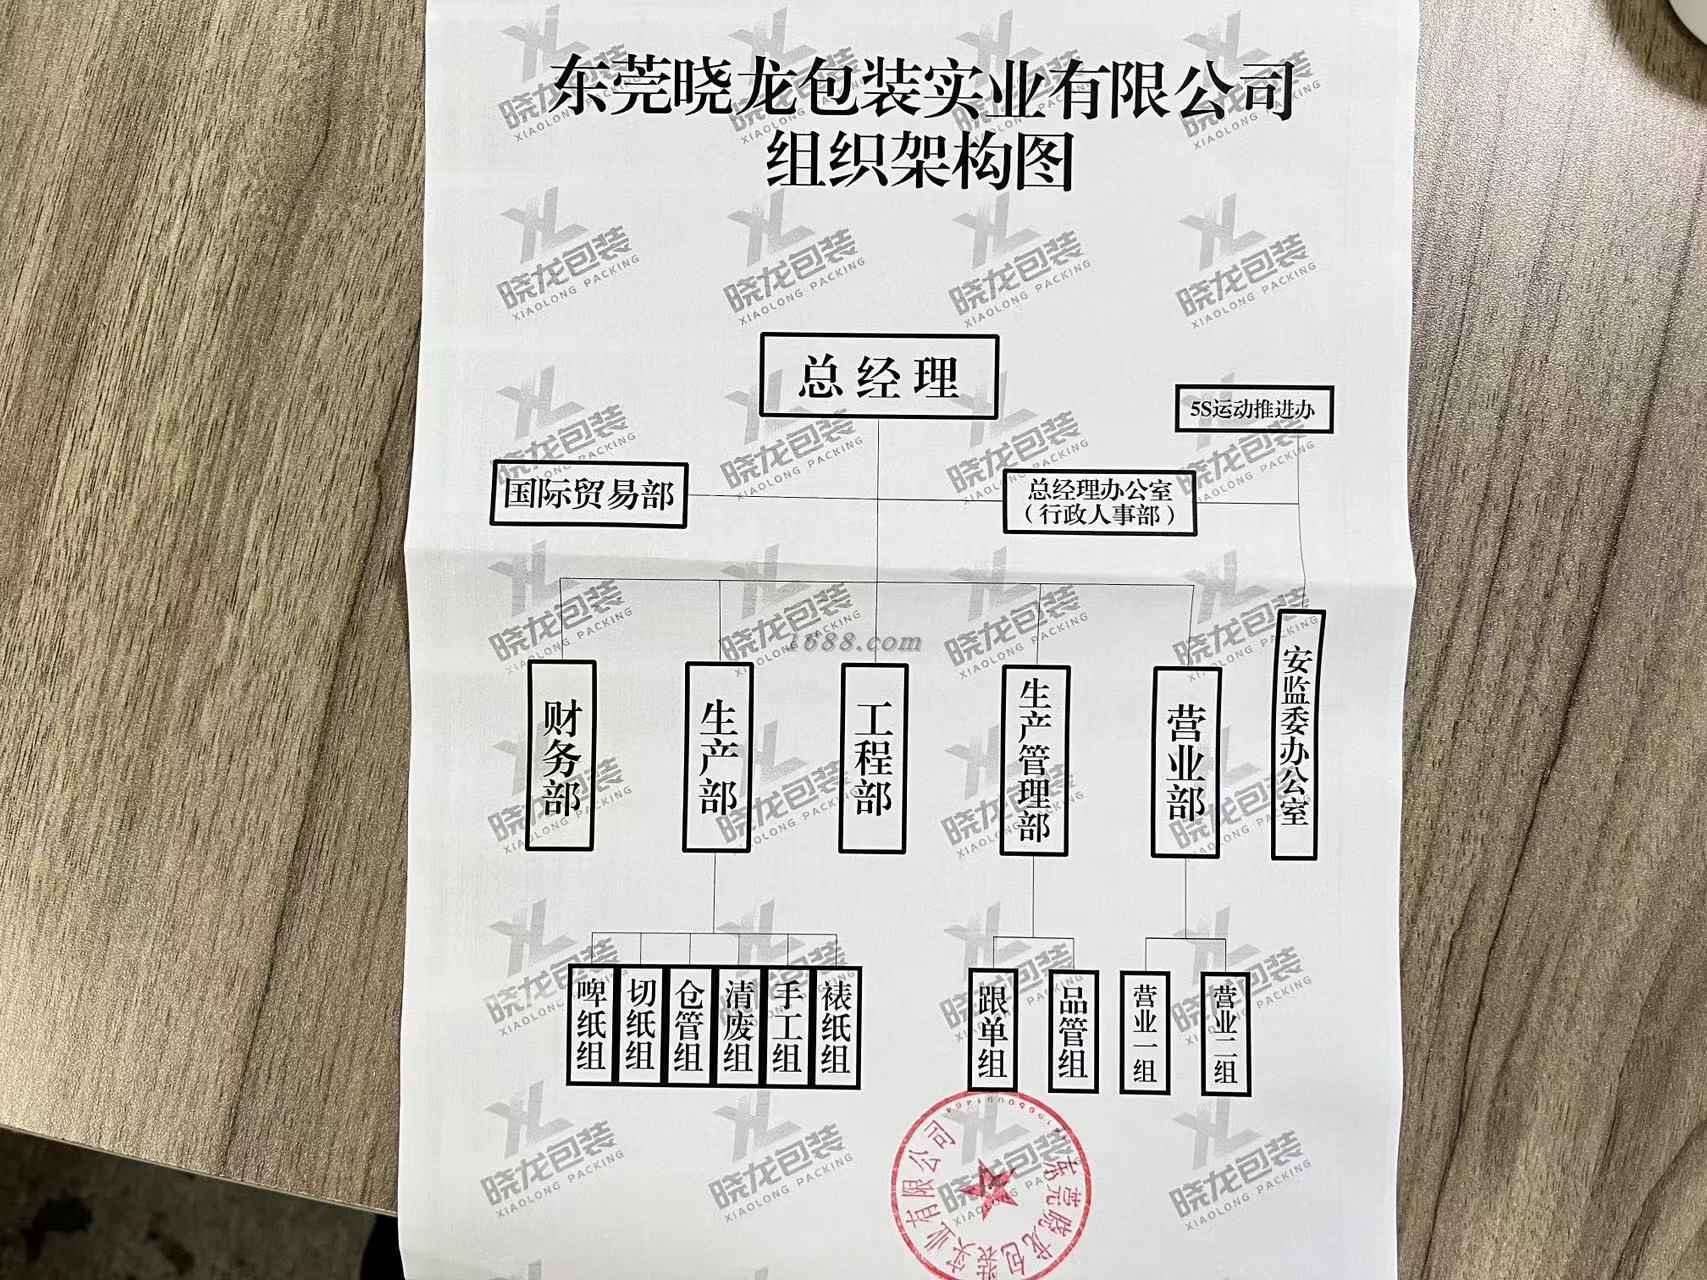 东莞晓龙包装实业有限公司
组织架构图
总经理
5S运动推进办
国际贸易部
总经理办公室
（行政人事部）
财务部
生产部
工程部
生产管理部
营业部
安监委办公室
啤纸组
切纸组
仓管组
清废组
手工组
裱纸组
跟单组
品管组
营业一组
营业二组
晓龙包装
XIAOLONG PACKING
1688.com
东莞晓龙包装实业有限公司